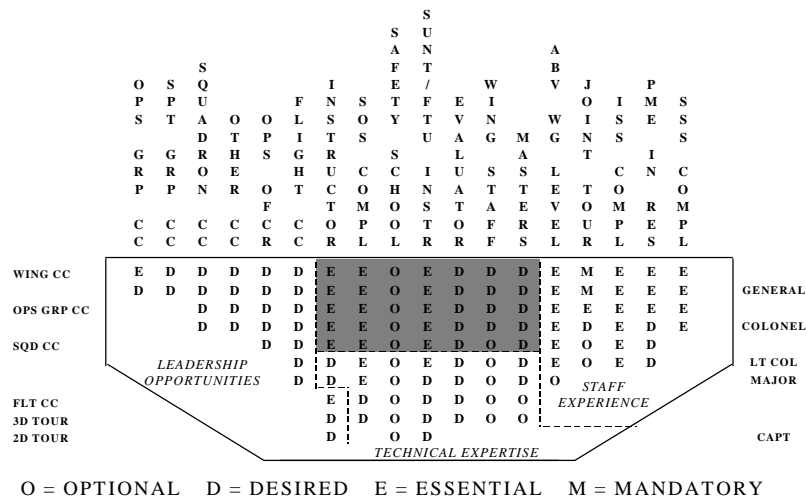 OPS GRP CC
SPT GRP CC
SQUADRON CC
OTHER CC
OPS OFCR
FLIGHT CC
INSTRUCTOR
SOS COMPL
SAFETY SCHOOL
SUNT/FTU INSTR
EVALUATOR
WING STAFF
MASTERS
ABV WG LEVEL
JOINT TOUR
ISS COMPL
PME IN RES
SSS COMPL
WING CC E D D D D D E E O E D D D E M E E E
D D D D D D E E O E D D D E M E E E GENERAL
OPS GRP CC D D D D E E O E D D D E E E E E
D D D D E E O E D D D E D E D E COLONEL
SQD CC D D E E O E D O D E O E D
LEADERSHIP D D E O E D O D E O E D LT COL
OPPORTUNITIES D D E O D D O D O STAFF MAJOR
EXPERIENCE
FLT CC E D O D D O O
3D TOUR D D O D D O O
2D TOUR D O D CAPT
TECHNICAL EXPERTISE
O = OPTIONAL D = DESIRED E = ESSENTIAL M = MANDATORY